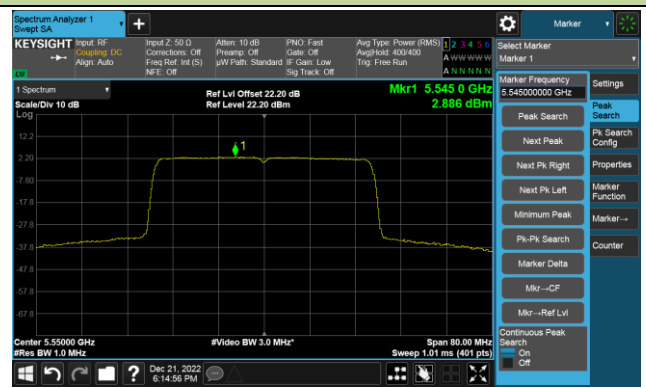 Spectrum Analyzer 1
Swept SA
Marker
KEYSIGHT
Input: RF
Coupling: DC
Align: Auto
Input Z: 50 Ω
Corrections: Off
Freq Ref: Int (S)
NFE: Off
Atten: 10 dB
Preamp: Off
µW Path: Standard
PNO: Fast
Gate: Off
IF Gain: Low
Sig Track: Off
Avg Type: Power (RMS)
Avg|Hold: 400/400
Trig: Free Run
1 2 3 4 5 6
A W W W W W
A N N N N N
Select Marker
Marker 1
1 Spectrum
Scale/Div 10 dB
Log
Ref Lvl Offset 22.20 dB
Ref Level 22.20 dBm
Mkr1 5.545 0 GHz
2.886 dBm
12.2
2.20
-7.80
-17.8
-27.8
-37.8
-47.8
-57.8
-67.8
1
Center 5.55000 GHz
#Res BW 1.0 MHz
#Video BW 3.0 MHz*
Span 80.00 MHz
Sweep 1.01 ms (401 pts)
Marker Frequency
5.545000000 GHz
Peak Search
Next Peak
Next Pk Right
Next Pk Left
Minimum Peak
Pk-Pk Search
Marker Delta
Mkr→CF
Mkr→Ref Lvl
Continuous Peak
Search
On
Off
Settings
Peak
Search
Pk Search
Config
Properties
Marker
Function
Marker→
Counter
?
Dec 21, 2022
6:14:56 PM